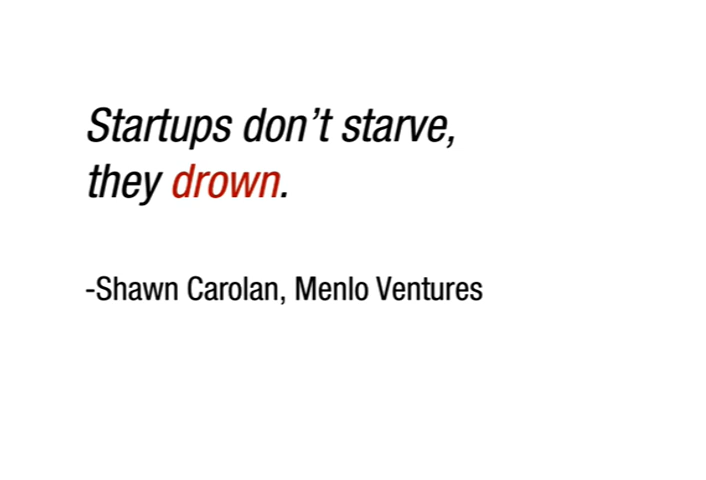 Startups don’t starve,
they drown.
-Shawn Carolan, Menlo Ventures